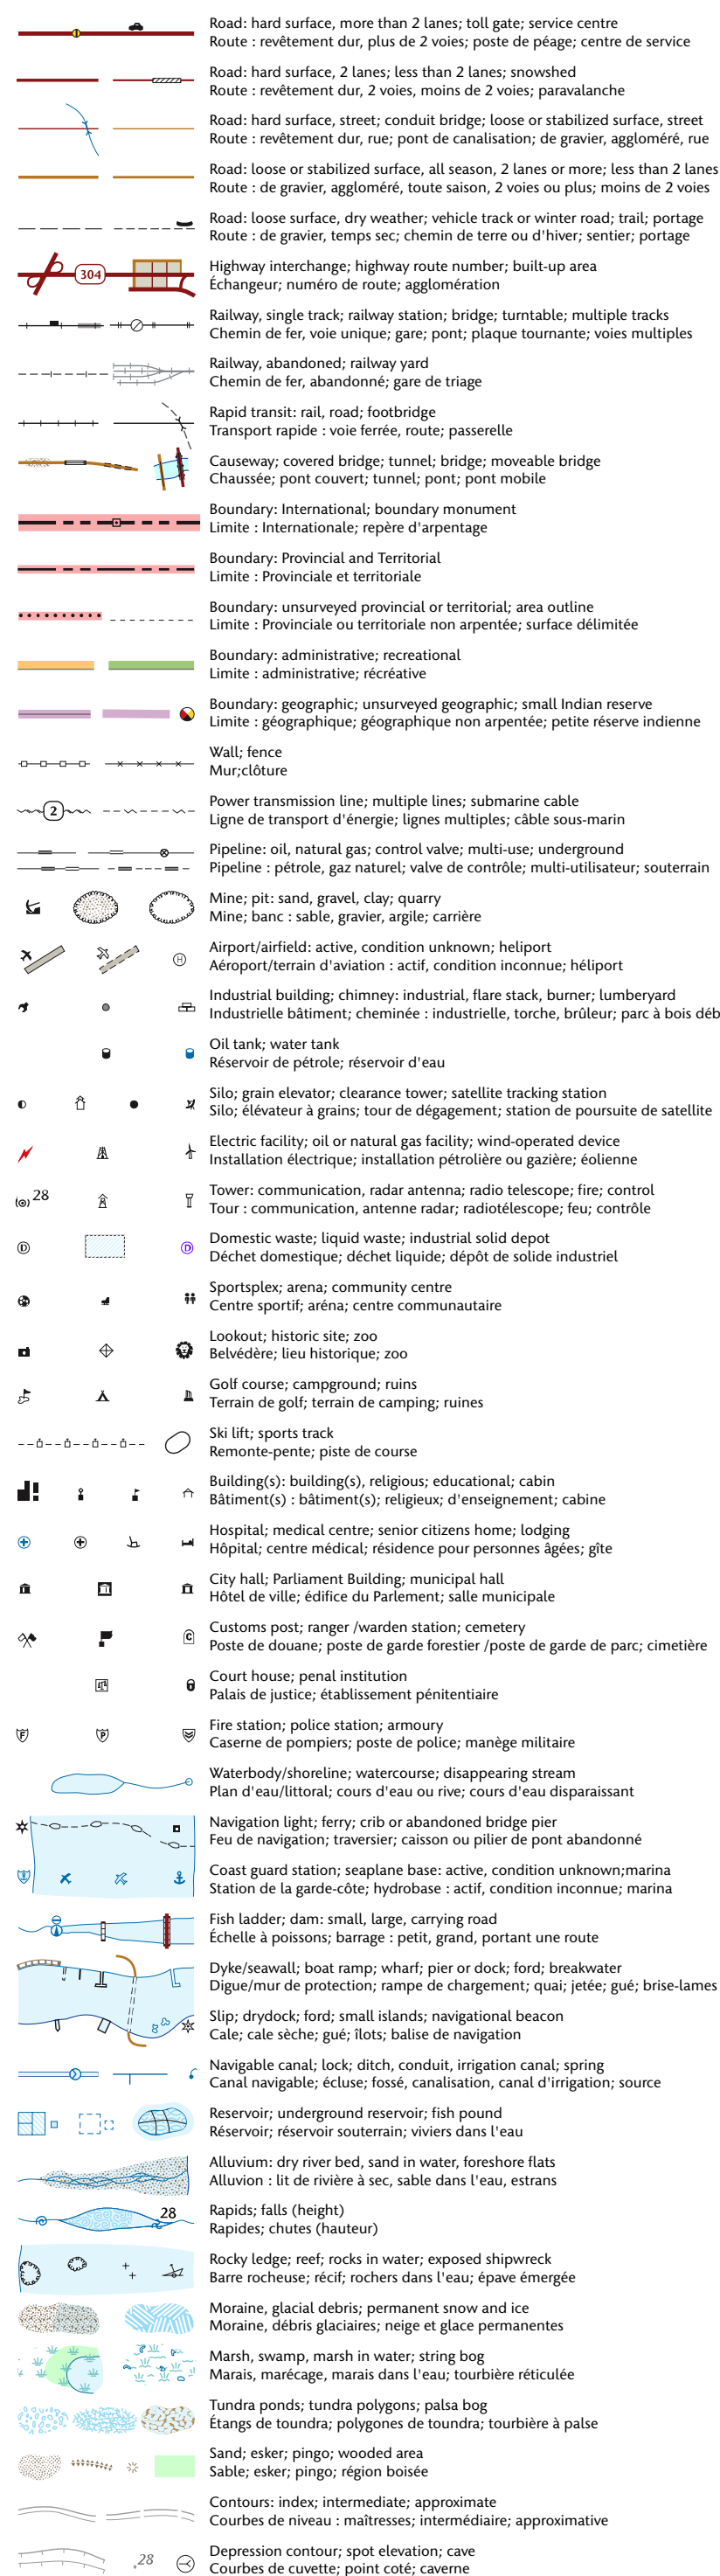 Road: hard surface, more than 2 lanes; toll gate; service centre
Route : revêtement dur, plus de 2 voies; poste de péage; centre de service
Road: hard surface, 2 lanes; less than 2 lanes; snowshed
Route : revêtement dur, 2 voies, moins de 2 voies; paravalanche
Road: hard surface, street; conduit bridge; loose or stabilized surface, street
Route : revêtement dur, rue; pont de canalisation; de gravier, aggloméré, rue
Road: loose or stabilized surface, all season, 2 lanes or more; less than 2 lanes
Route : de gravier, aggloméré, toute saison, 2 voies ou plus; moins de 2 voies
Road: loose surface, dry weather; vehicle track or winter road; trail; portage
Route : de gravier, temps sec; chemin de terre ou d'hiver; sentier; portage
304
Highway interchange; highway route number; built-up area
Échangeur; numéro de route; agglomération
Railway, single track; railway station; bridge; turntable; multiple tracks
Chemin de fer, voie unique; gare; pont; plaque tournante; voies multiples
Railway, abandoned; railway yard
Chemin de fer, abandonné; gare de triage
Rapid transit: rail, road; footbridge
Transport rapide : voie ferrée, route; passerelle
Causeway; covered bridge; tunnel; bridge; moveable bridge
Chaussée; pont couvert; tunnel; pont; pont mobile
Boundary: International; boundary monument
Limite : Internationale; repère d'arpentage
Boundary: Provincial and Territorial
Limite : Provinciale et territoriale
Boundary: unsurveyed provincial or territorial; area outline
Limite : Provinciale ou territoriale non arpentée; surface délimitée
Boundary: administrative; recreational
Limite : administrative; récréative
Boundary: geographic; unsurveyed geographic; small Indian reserve
Limite : géographique; géographique non arpentée; petite réserve indienne
Wall; fence
Mur;clôture
2
Power transmission line; multiple lines; submarine cable
Ligne de transport d'énergie; lignes multiples; câble sous-marin
Pipeline: oil, natural gas; control valve; multi-use; underground
Pipeline : pétrole, gaz naturel; valve de contrôle; multi-utilisateur; souterrain
Mine; pit: sand, gravel, clay; quarry
Mine; banc : sable, gravier, argile; carrière
H
Airport/airfield: active, condition unknown; heliport
Aéroport/terrain d'aviation : actif, condition inconnue; héliport
Industrial building; chimney: industrial, flare stack, burner; lumberyard
Industrielle bâtiment; cheminée : industrielle, torche, brûleur; parc à bois déb
Oil tank; water tank
Réservoir de pétrole; réservoir d'eau
Silo; grain elevator; clearance tower; satellite tracking station
Silo; élévateur à grains; tour de dégagement; station de poursuite de satellite
Electric facility; oil or natural gas facility; wind-operated device
Installation électrique; installation pétrolière ou gazière; éolienne
28
Tower: communication, radar antenna; radio telescope; fire; control
Tour : communication, antenne radar; radiotélescope; feu; contrôle
D D
Domestic waste; liquid waste; industrial solid depot
Déchet domestique; déchet liquide; dépôt de solide industriel
Sportsplex; arena; community centre
Centre sportif; aréna; centre communautaire
Lookout; historic site; zoo
Belvédère; lieu historique; zoo
Golf course; campground; ruins
Terrain de golf; terrain de camping; ruines
Ski lift; sports track
Remonte-pente; piste de course
Building(s): building(s), religious; educational; cabin
Bâtiment(s) : bâtiment(s); religieux; d'enseignement; cabine
Hospital; medical centre; senior citizens home; lodging
Hôpital; centre médical; résidence pour personnes âgées; gîte
City hall; Parliament Building; municipal hall
Hôtel de ville; édifice du Parlement; salle municipale
C
Customs post; ranger /warden station; cemetery
Poste de douane; poste de garde forestier /poste de garde de parc; cimetière
Court house; penal institution
Palais de justice; établissement pénitentiaire
F P
Fire station; police station; armoury
Caserne de pompiers; poste de police; manège militaire
Waterbody/shoreline; watercourse; disappearing stream
Plan d'eau/littoral; cours d'eau ou rive; cours d'eau disparaissant
Navigation light; ferry; crib or abandoned bridge pier
Feu de navigation; traversier; caisson ou pilier de pont abandonné
Coast guard station; seaplane base: active, condition unknown;marina
Station de la garde-côte; hydrobase : actif, condition inconnue; marina
Fish ladder; dam: small, large, carrying road
Échelle à poissons; barrage : petit, grand, portant une route
Dyke/seawall; boat ramp; wharf; pier or dock; ford; breakwater
Digue/mur de protection; rampe de chargement; quai; jetée; gué; brise-lames
Slip; drydock; ford; small islands; navigational beacon
Cale; cale sèche; gué; îlots; balise de navigation
Navigable canal; lock; ditch, conduit, irrigation canal; spring
Canal navigable; écluse; fossé, canalisation, canal d'irrigation; source
Reservoir; underground reservoir; fish pound
Réservoir; réservoir souterrain; viviers dans l'eau
Alluvium: dry river bed, sand in water, foreshore flats
Alluvion : lit de rivière à sec, sable dans l'eau, estrans
28
Rapids; falls (height)
Rapides; chutes (hauteur)
Rocky ledge; reef; rocks in water; exposed shipwreck
Barre rocheuse; récif; rochers dans l'eau; épave émergée
Moraine, glacial debris; permanent snow and ice
Moraine, débris glaciaires; neige et glace permanentes
Marsh, swamp, marsh in water; string bog
Marais, marécage, marais dans l'eau; tourbière réticulée
Tundra ponds; tundra polygons; palsa bog
Étangs de toundra; polygones de toundra; tourbière à palse
Sand; esker; pingo; wooded area
Sable; esker; pingo; région boisée
Contours: index; intermediate; approximate
Courbes de niveau : maîtresses; intermédiaire; approximative
.28
Depression contour; spot elevation; cave
Courbes de cuvette; point coté; caverne